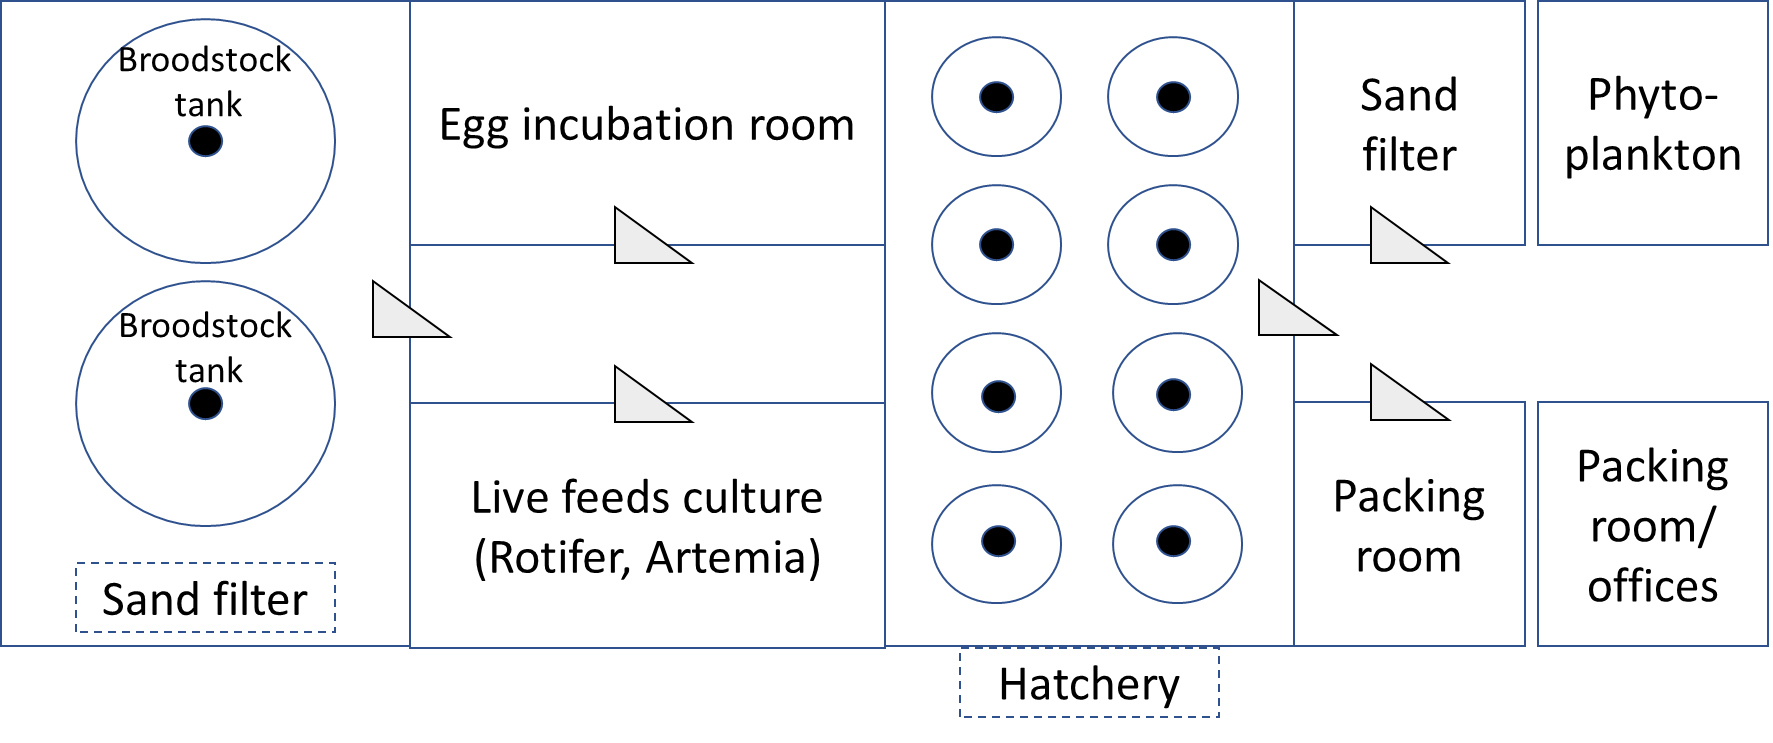 Broodstock
tank
Broodstock
tank
Sand filter
Egg incubation room
Live feeds culture
(Rotifer, Artemia)
Hatchery
Sand
filter
Phyto-
plankton
Packing
room
Packing
room/
offices